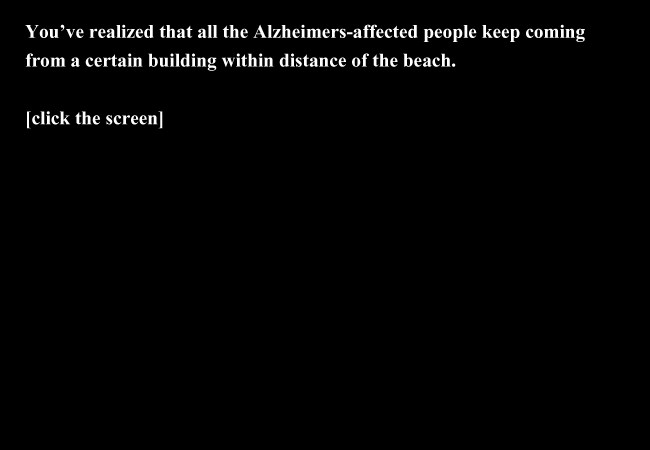 You’ve realized that all the Alzheimers-affected people keep coming
from a certain building within distance of the beach.
[click the screen]